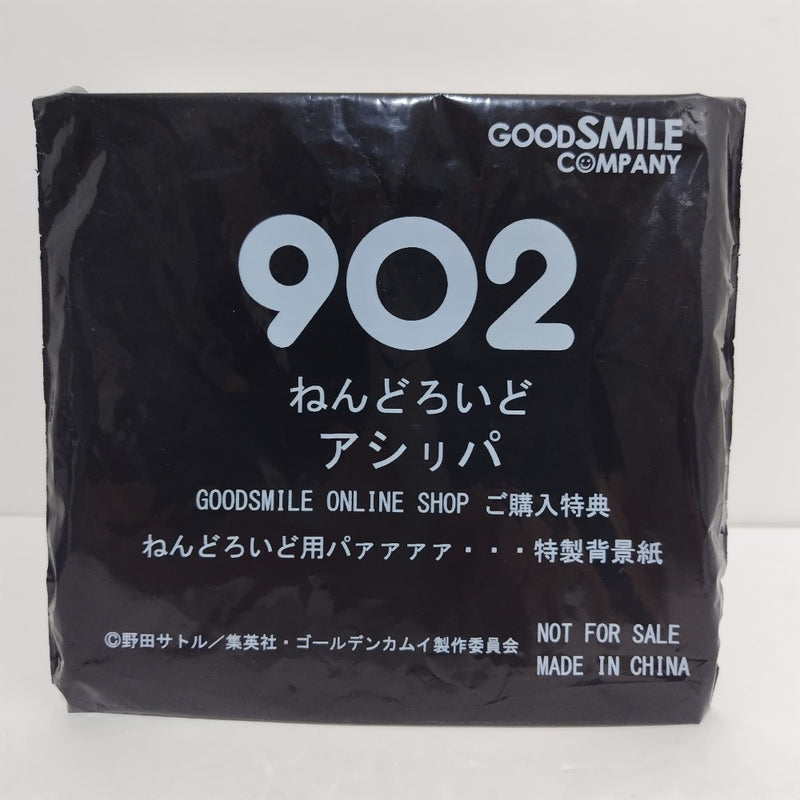 GOODSMILE
COMPANY
902
ねんどろいど
アシㇼパ
GOODSMILE ONLINE SHOP ご購入特典
ねんどろいど用パァァァァ・・・特製背景紙
©野田サトル／集英社・ゴールデンカムイ製作委員会
NOT FOR SALE
MADE IN CHINA